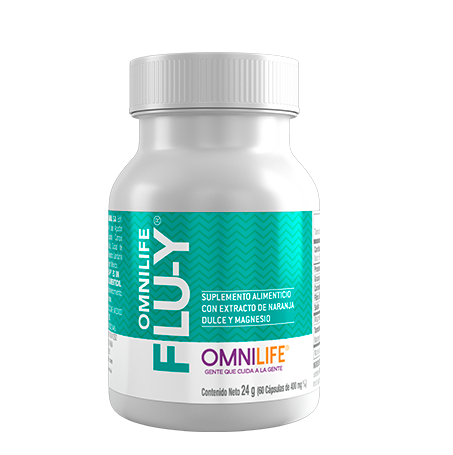 OMNILIFE
FLU-Y®
SUPLEMENTO ALIMENTICIO
CON EXTRACTO DE NARANJA
DULCE Y MAGNESIO
OMNILIFE®
GENTE QUE CUIDA A LA GENTE
Contenido Neto 24 g (60 Cápsulas de 400 mg c/u)